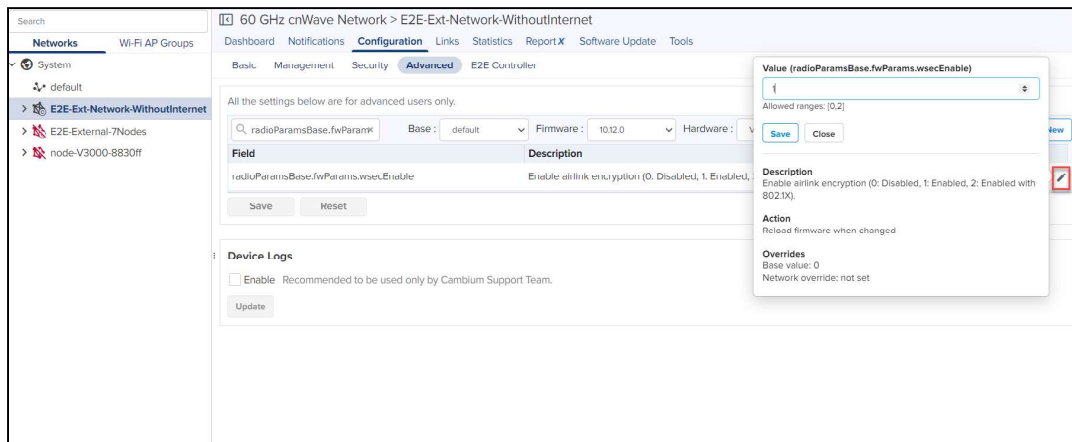 Search
Networks Wi-Fi AP Groups
System
default
E2E-Ext-Network-WithoutInternet
E2E-External-7Nodes
node-V3000-8830ff
60 GHz cnWave Network > E2E-Ext-Network-WithoutInternet
Dashboard Notifications Configuration Links Statistics Report X Software Update Tools
Basic Management Security Advanced E2E Controller
All the settings below are for advanced users only.
radioParamsBase.fwParam Base : default Firmware : 10.12.0 Hardware :
Field Description
radioParamsBase.fwParams.wsecEnable Enable airlink encryption (0: Disabled, 1: Enabled,
Save Reset
Device Logs
Enable Recommended to be used only by Cambium Support Team.
Update
Value (radioParamsBase.fwParams.wsecEnable)
1
Allowed ranges: [0,2]
Save Close
Description
Enable airlink encryption (0: Disabled, 1: Enabled, 2: Enabled with
802.1X).
Action
Reload firmware when changed
Overrides
Base value: 0
Network override: not set